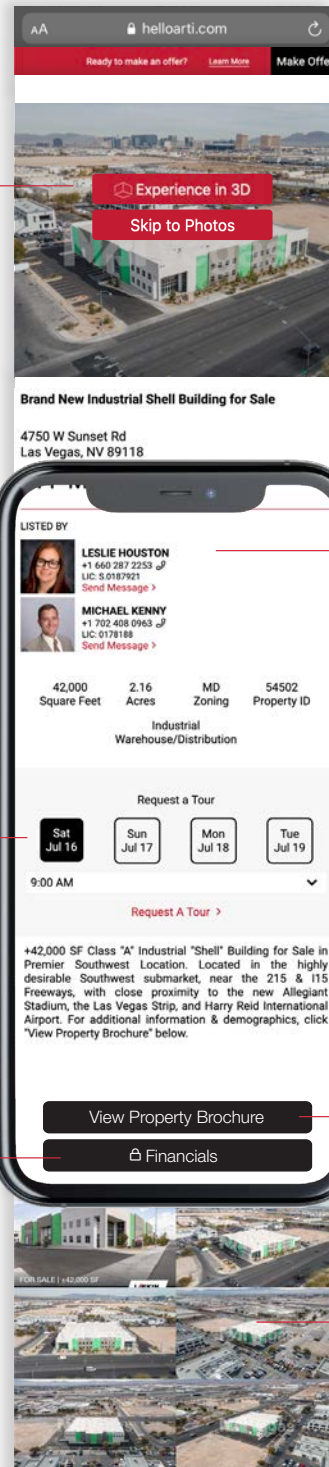 AA helloarti.com
Ready to make an offer? Learn More Make Offe
Experience in 3D
Skip to Photos
Brand New Industrial Shell Building for Sale
4750 W Sunset Rd
Las Vegas, NV 89118
LISTED BY
LESLIE HOUSTON
+1 660 287 2253
LIC: S.0187921
Send Message >
MICHAEL KENNY
+1 702 408 0963
LIC: 0178188
Send Message >
42,000 2.16 MD 54502
Square Feet Acres Zoning Property ID
Industrial
Warehouse/Distribution
Request a Tour
Sat Sun Mon Tue
Jul 16 Jul 17 Jul 18 Jul 19
9:00 AM
Request A Tour >
+42,000 SF Class "A" Industrial "Shell" Building for Sale in
Premier Southwest Location. Located in the highly
desirable Southwest submarket, near the 215 & I15
Freeways, with close proximity to the new Allegiant
Stadium, the Las Vegas Strip, and Harry Reid International
Airport. For additional information & demographics, click
"View Property Brochure" below.
View Property Brochure
Financials
FOR SALE | ±42,000 SF